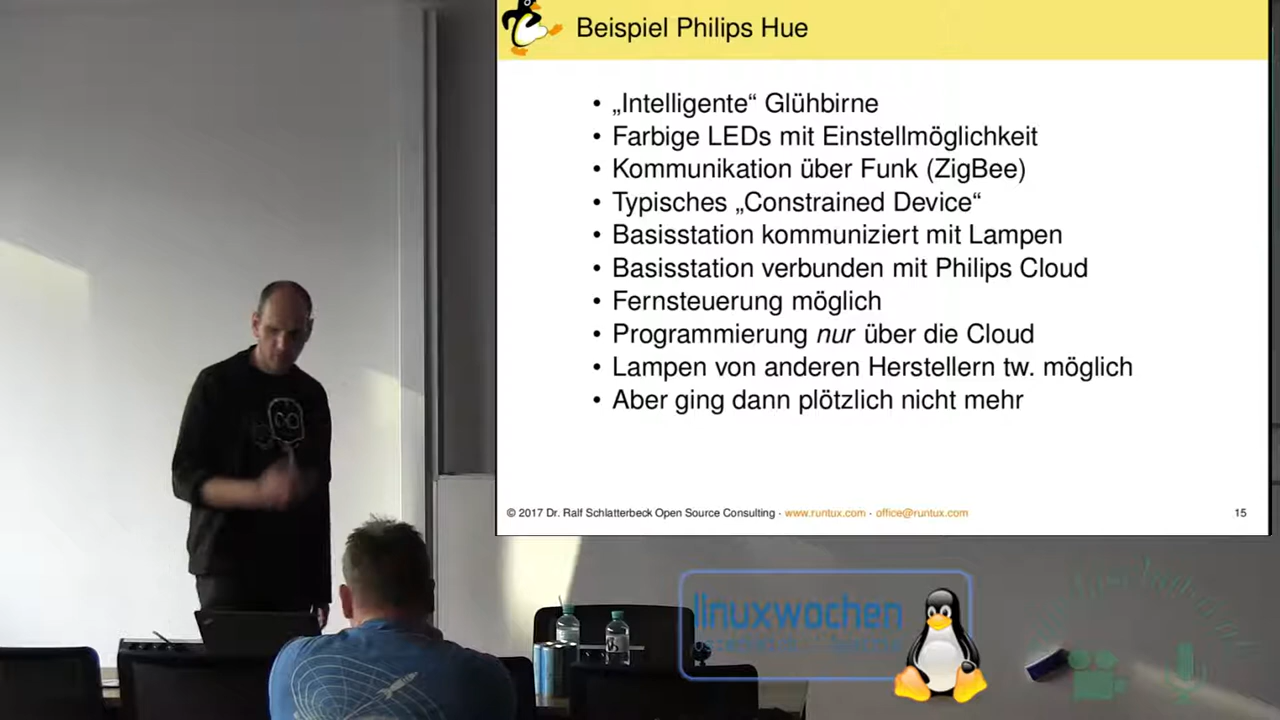 Beispiel Philips Hue
• „Intelligente“ Glühbirne
• Farbige LEDs mit Einstellmöglichkeit
• Kommunikation über Funk (ZigBee)
• Typisches „Constrained Device“
• Basisstation kommuniziert mit Lampen
• Basisstation verbunden mit Philips Cloud
• Fernsteuerung möglich
• Programmierung nur über die Cloud
• Lampen von anderen Herstellern tw. möglich
• Aber ging dann plötzlich nicht mehr
© 2017 Dr. Ralf Schlatterbeck Open Source Consulting · www.runtux.com · office@runtux.com 15
linuxwochen